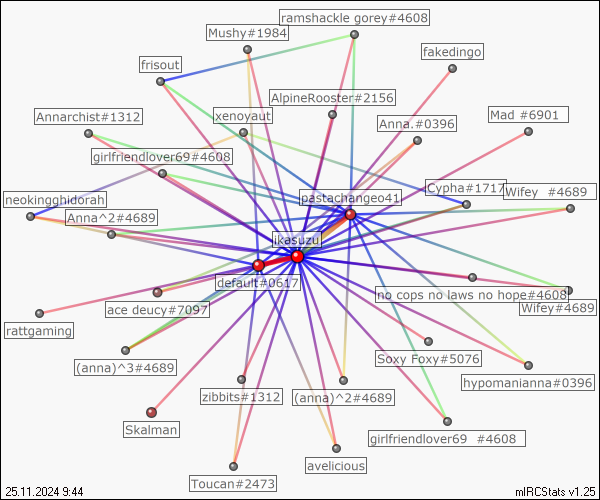 ramshackle gorey#4608
Mushy#1984
fakedingo
frisout
AlpineRooster#2156
Annarchist#1312
xenoyaut
Mad #6901
Anna.#0396
girlfriendlover69#4608
Cypha#1717
Wifey #4689
pastachangeo41
neokingghidorah
Anna^2#4689
ikasuzu
default#0617
no cops no laws no hope#4608
Wifey#4689
ace deucy#7097
rattgaming
Soxy Foxy#5076
(anna)^3#4689
hypomanianna#0396
zibbits#1312
(anna)^2#4689
Skalman
girlfriendlover69 #4608
avelicious
Toucan#2473
25.11.2024 9:44
mIRCStats v1.25